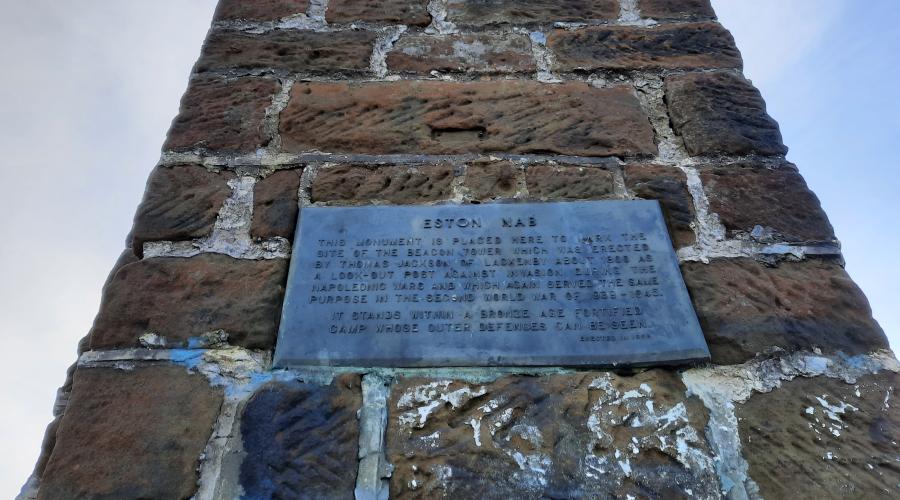 ESTON NAB
THIS MONUMENT IS PLACED HERE TO MARK THE
SITE OF THE BEACON TOWER WHICH WAS ERECTED
BY THOMAS JACKSON OF LACKENBY ABOUT AS
A LOOK-OUT POST AGAINST INVASION DURING THE
NAPOLEONIC WARS AND WHICH AGAIN SERVED THE SAME
PURPOSE IN THE SECOND WORLD WAR OF 1939-1945.
IT STANDS WITHIN A BRONZE AGE FORTIFIED
CAMP WHOSE OUTER DEFENCES CAN BE SEEN.
ERECTED IN